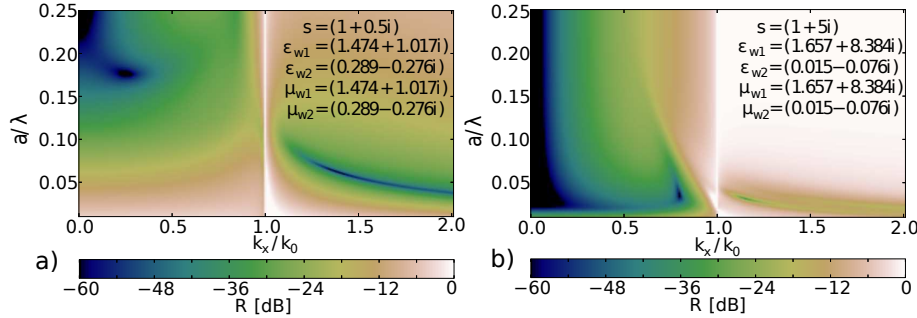 a/λ
0.25
0.20
0.15
0.10
0.05
s=(1+0.5i)
ε_w1=(1.474+1.017i)
ε_w2=(0.289−0.276i)
μ_w1=(1.474+1.017i)
μ_w2=(0.289−0.276i)
0.0 0.5 1.0 1.5 2.0
k_x/k_0
a)
−60 −48 −36 −24 −12 0
R [dB]
a/λ
0.25
0.20
0.15
0.10
0.05
s=(1+5i)
ε_w1=(1.657+8.384i)
ε_w2=(0.015−0.076i)
μ_w1=(1.657+8.384i)
μ_w2=(0.015−0.076i)
0.0 0.5 1.0 1.5 2.0
k_x/k_0
b)
−60 −48 −36 −24 −12 0
R [dB]